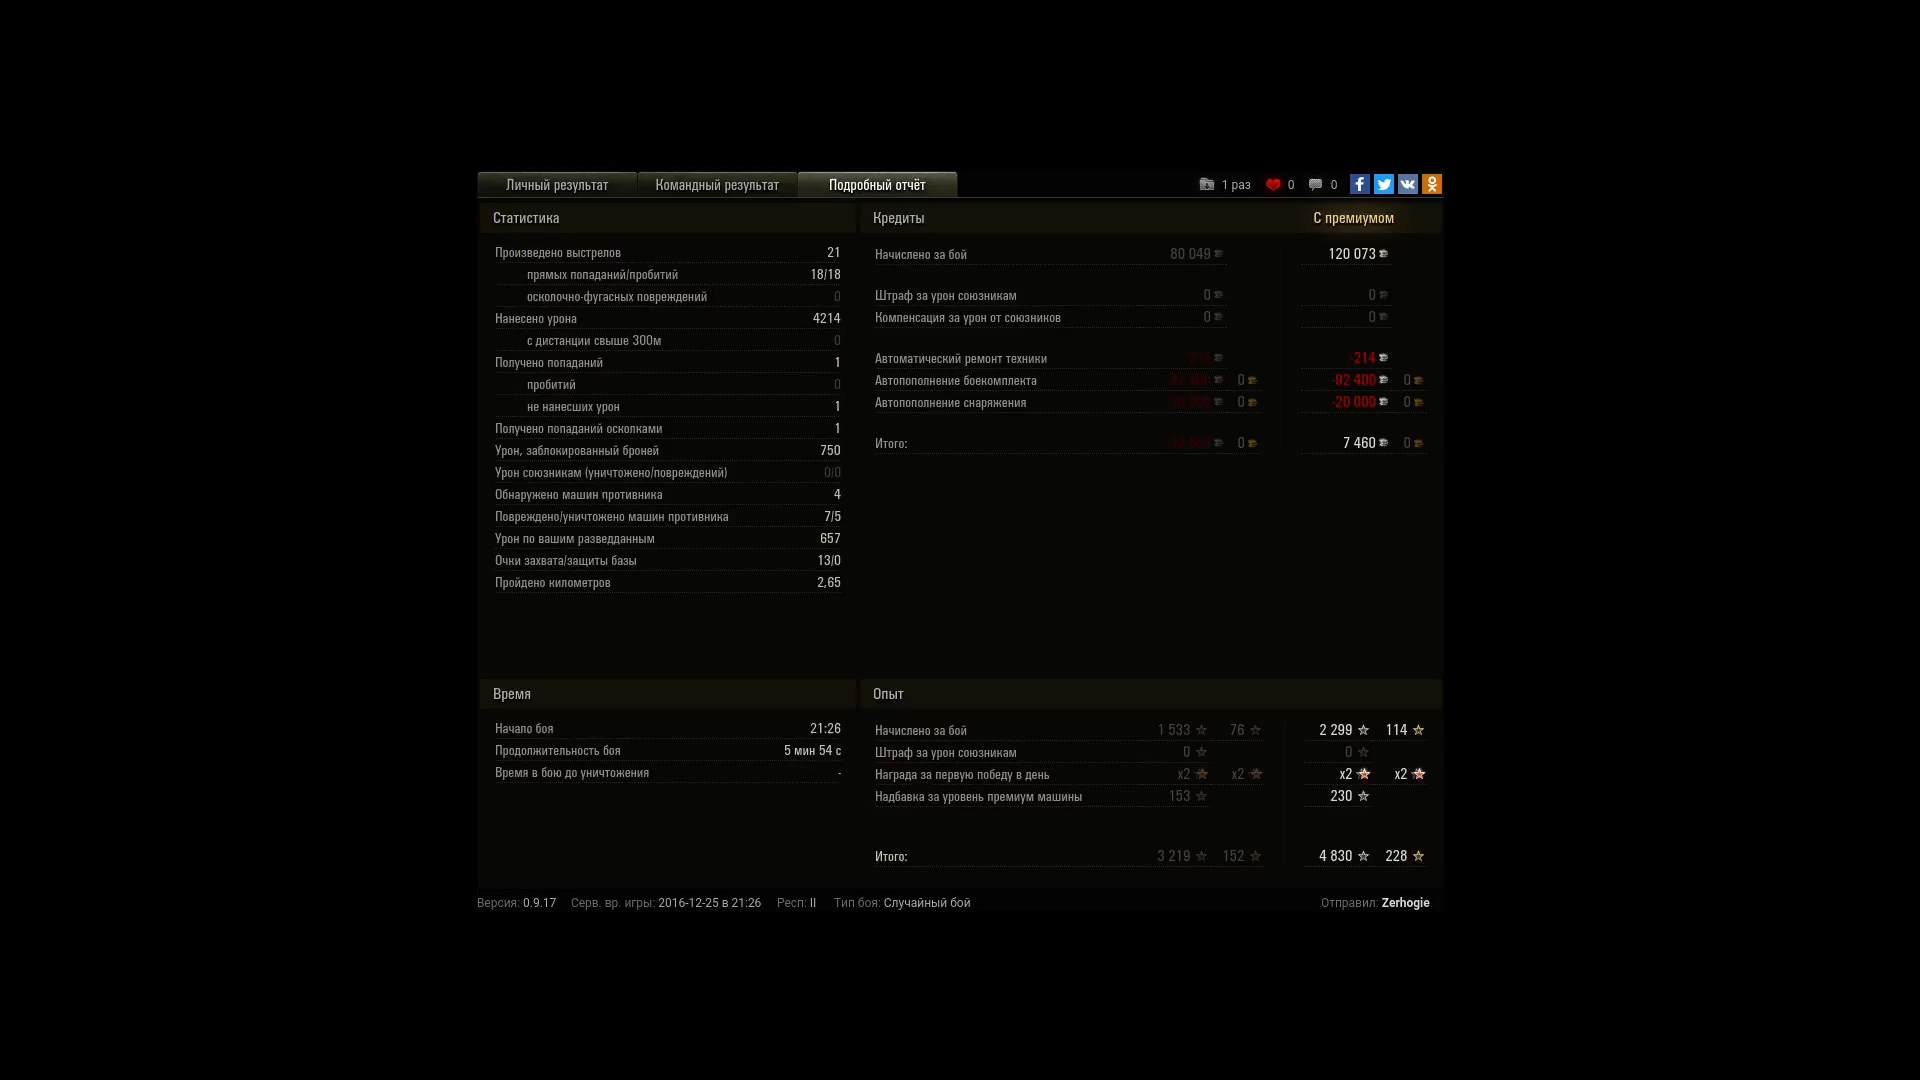 Личный результат Командный результат Подробный отчёт 1 раз 0 0
Статистика
Произведено выстрелов 21
прямых попаданий/пробитий 18/18
осколочно-фугасных повреждений 0
Нанесено урона 4214
с дистанции свыше 300м 0
Получено попаданий 1
пробитий 0
не нанесших урон 1
Получено попаданий осколками 1
Урон, заблокированный броней 750
Урон союзникам (уничтожено/повреждений) 0/0
Обнаружено машин противника 4
Повреждено/уничтожено машин противника 7/5
Урон по вашим разведданным 657
Очки захвата/защиты базы 13/0
Пройдено километров 2,65
Кредиты С премиумом
Начислено за бой 80 049 120 073
Штраф за урон союзникам 0 0
Компенсация за урон от союзников 0 0
Автоматический ремонт техники -214
Автопополнение боекомплекта 0 -92 400 0
Автопополнение снаряжения 0 -20 000 0
Итого: 0 7 460 0
Время
Начало боя 21:26
Продолжительность боя 5 мин 54 с
Время в бою до уничтожения -
Опыт
Начислено за бой 1 533 76 2 299 114
Штраф за урон союзникам 0 0
Награда за первую победу в день x2 x2 x2 x2
Надбавка за уровень премиум машины 153 230
Итого: 3 219 152 4 830 228
Версия: 0.9.17 Серв. вр. игры: 2016-12-25 в 21:26 Респ: II Тип боя: Случайный бой Отправил: Zerhogie